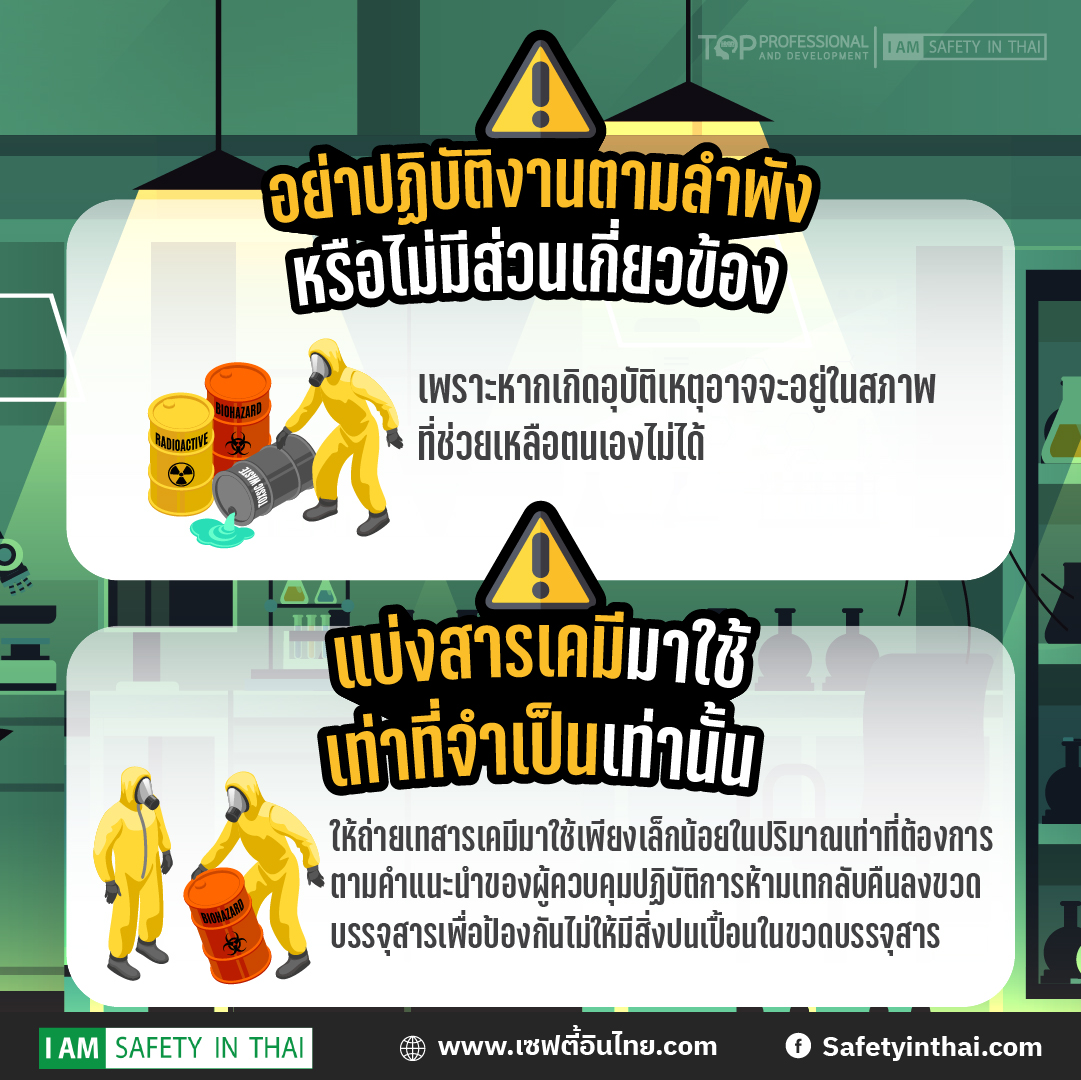 TOP PROFESSIONAL
AND DEVELOPMENT
I AM SAFETY IN THAI
อย่าปฏิบัติงานตามลำพัง
หรือไม่มีส่วนเกี่ยวข้อง
เพราะหากเกิดอุบัติเหตุอาจจะอยู่ในสภาพ
ที่ช่วยเหลือตนเองไม่ได้
BIOHAZARD
RADIOACTIVE
TOXSIC WASTE
แบ่งสารเคมีมาใช้
เท่าที่จำเป็นเท่านั้น
ให้ถ่ายเทสารเคมีมาใช้เพียงเล็กน้อยในปริมาณเท่าที่ต้องการ
ตามคำแนะนำของผู้ควบคุมปฏิบัติการห้ามเทกลับคืนลงขวด
บรรจุสารเพื่อป้องกันไม่ให้มีสิ่งปนเปื้อนในขวดบรรจุสาร
BIOHAZARD
I AM SAFETY IN THAI
www.เซฟตี้อินไทย.com
Safetyinthai.com